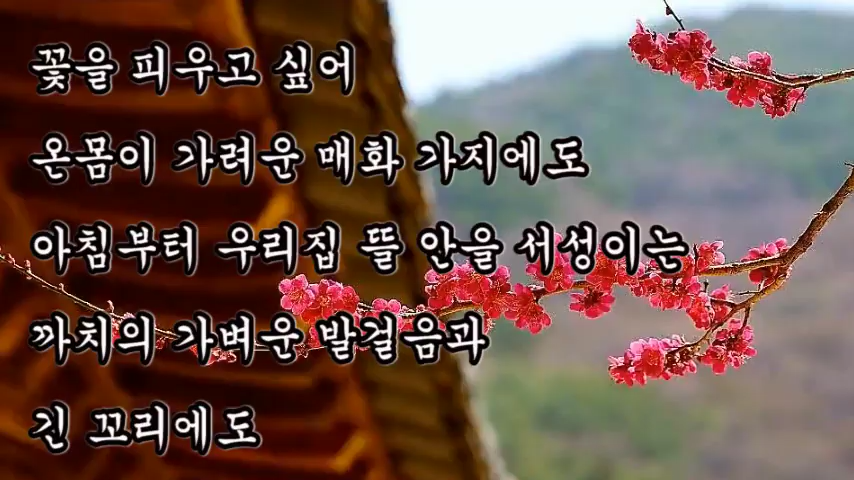 꽃을 피우고 싶어
온몸이 가려운 매화 가지에도
아침부터 우리집 뜰 안을 서성이는
까치의 가벼운 발걸음과
긴 꼬리에도